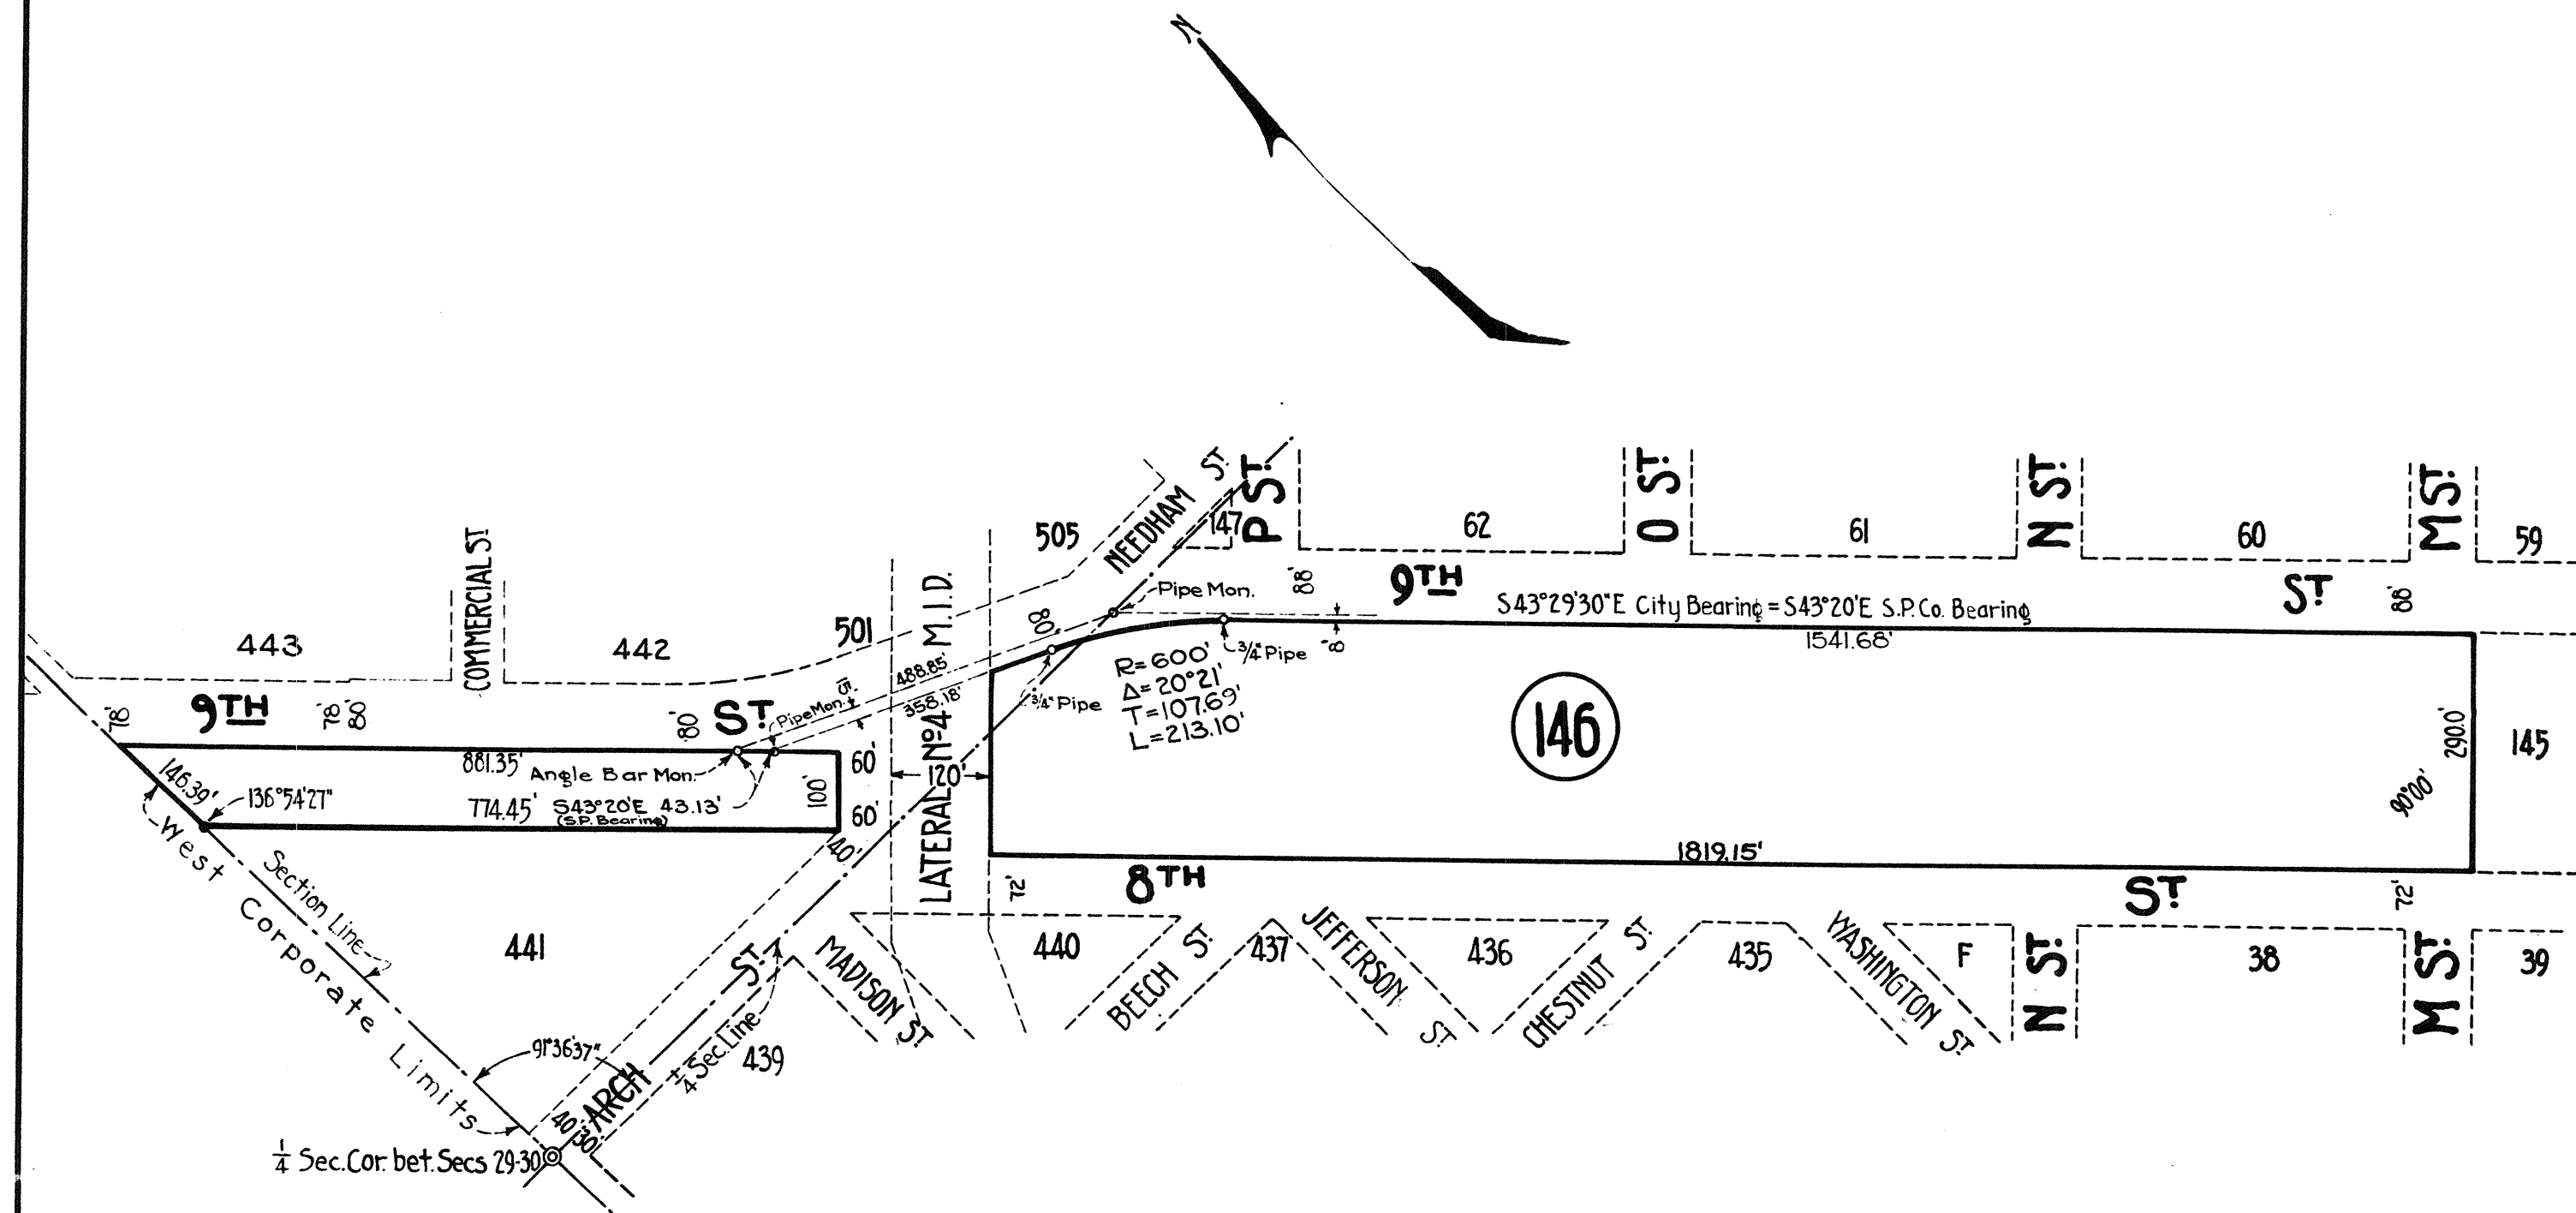 N
COMMERCIAL ST.
NEEDHAM ST.
P ST.
O ST.
N ST.
M ST.
505
147
62
61
60
59
443
442
501
LATERAL Nº 4 M.I.D.
80'
Pipe Mon.
88'
9TH ST.
88'
S43°29'30"E City Bearing = S43°20'E S.P.Co. Bearing
1541.68'
8'
3/4" Pipe
3/4" Pipe
R=600'
Δ=20°21'
T=107.69'
L=213.10'
488.85'
358.18'
15'
Pipe Mon.
78'
9TH ST.
78'
80'
80'
146
290.0'
145
90°00'
881.35'
Angle Bar Mon.
60'
100'
60'
120'
146.39'
136°54'27"
774.45'
S43°20'E 43.13'
(S.P. Bearing)
40'
1819.15'
West Corporate Limits
Section Line
72'
8TH ST.
72'
441
ARCH ST.
MADISON ST.
440
BEECH ST.
437
JEFFERSON ST.
436
CHESTNUT ST.
435
WASHINGTON ST.
F
N ST.
38
M ST.
39
91°36'37"
1/4 Sec. Line
439
40'
30'
1/4 Sec. Cor. bet. Secs 29-30